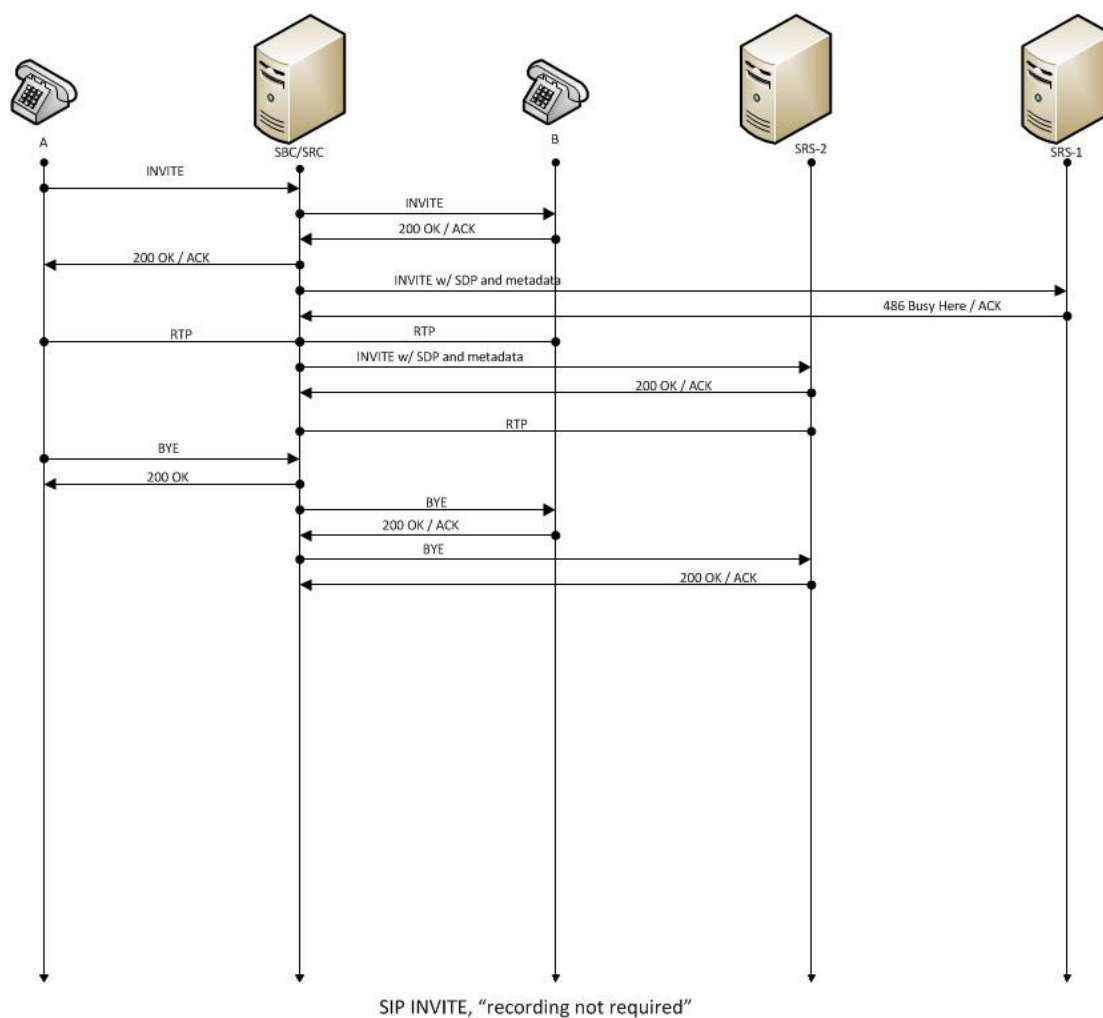 A
SBC/SRC
B
SRS-2
SRS-1
INVITE
INVITE
200 OK / ACK
200 OK / ACK
INVITE w/ SDP and metadata
486 Busy Here / ACK
RTP
RTP
INVITE w/ SDP and metadata
200 OK / ACK
RTP
BYE
200 OK
BYE
200 OK / ACK
BYE
200 OK / ACK
SIP INVITE, “recording not required”